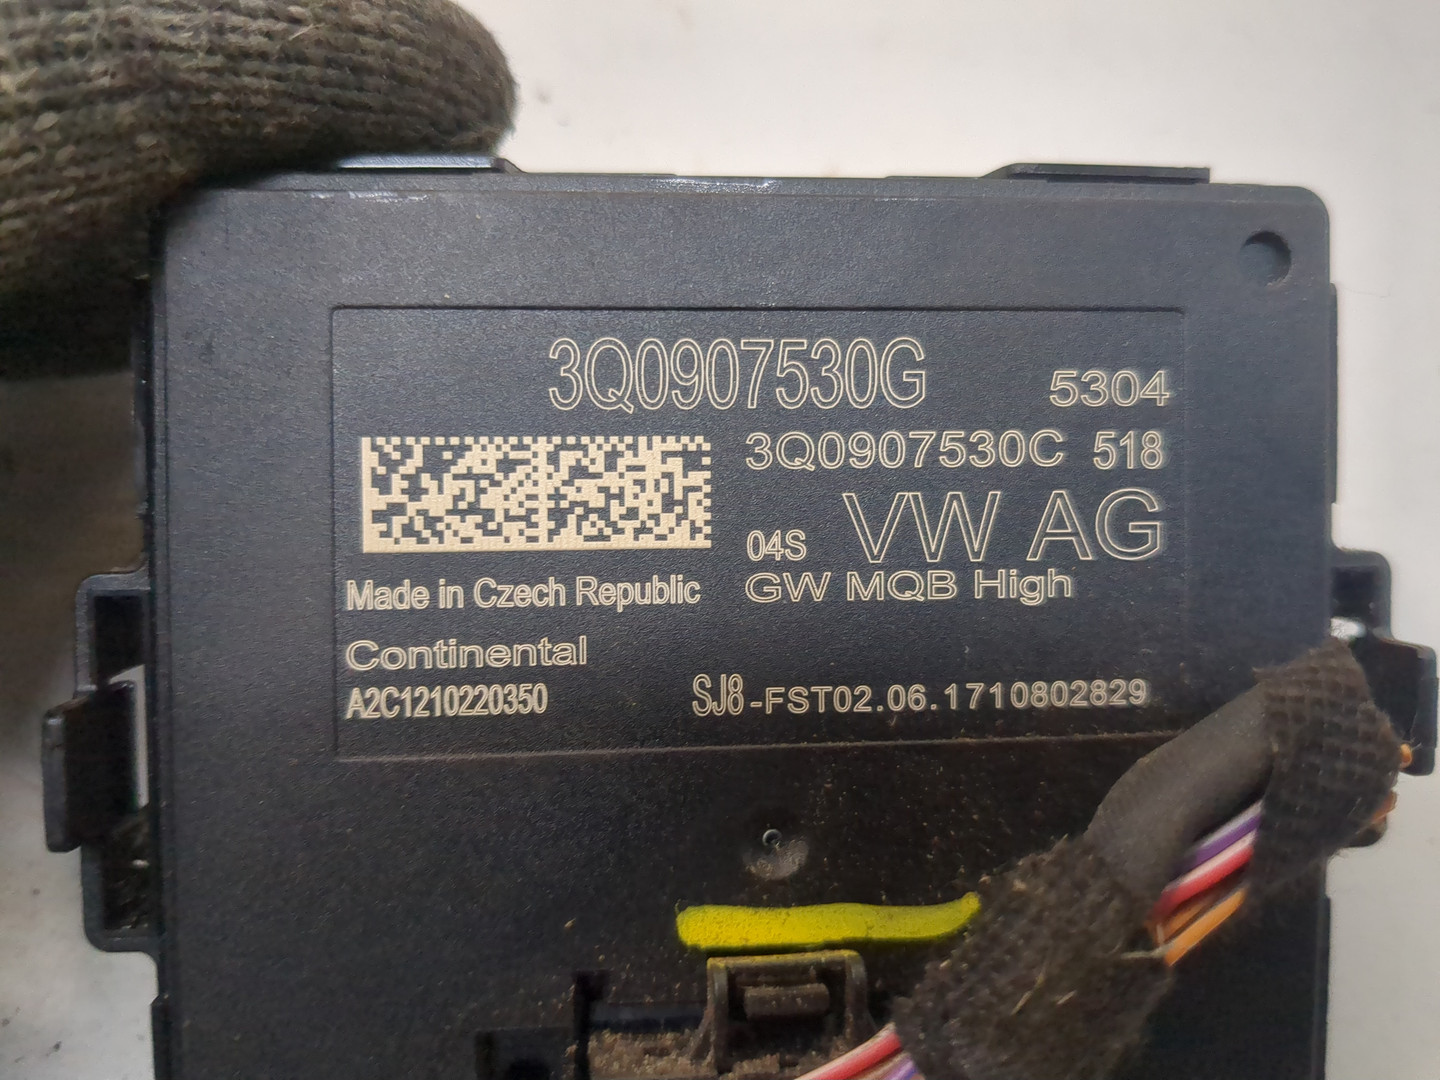 3Q0907530G 5304
3Q0907530C 518
04S VW AG
Made in Czech Republic GW MQB High
Continental
A2C1210220350 SJ8-FST02.06.1710802829